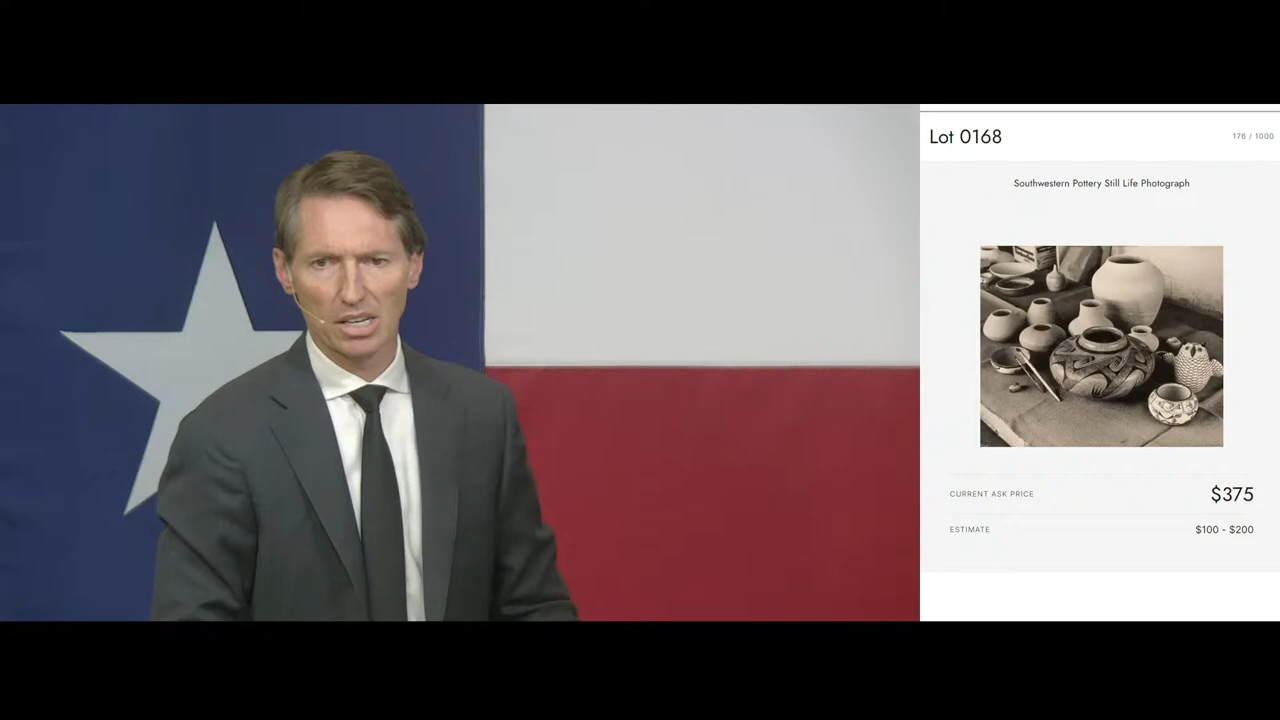 Lot 0168
176 / 1000
Southwestern Pottery Still Life Photograph
CURRENT ASK PRICE
$375
ESTIMATE
$100 - $200